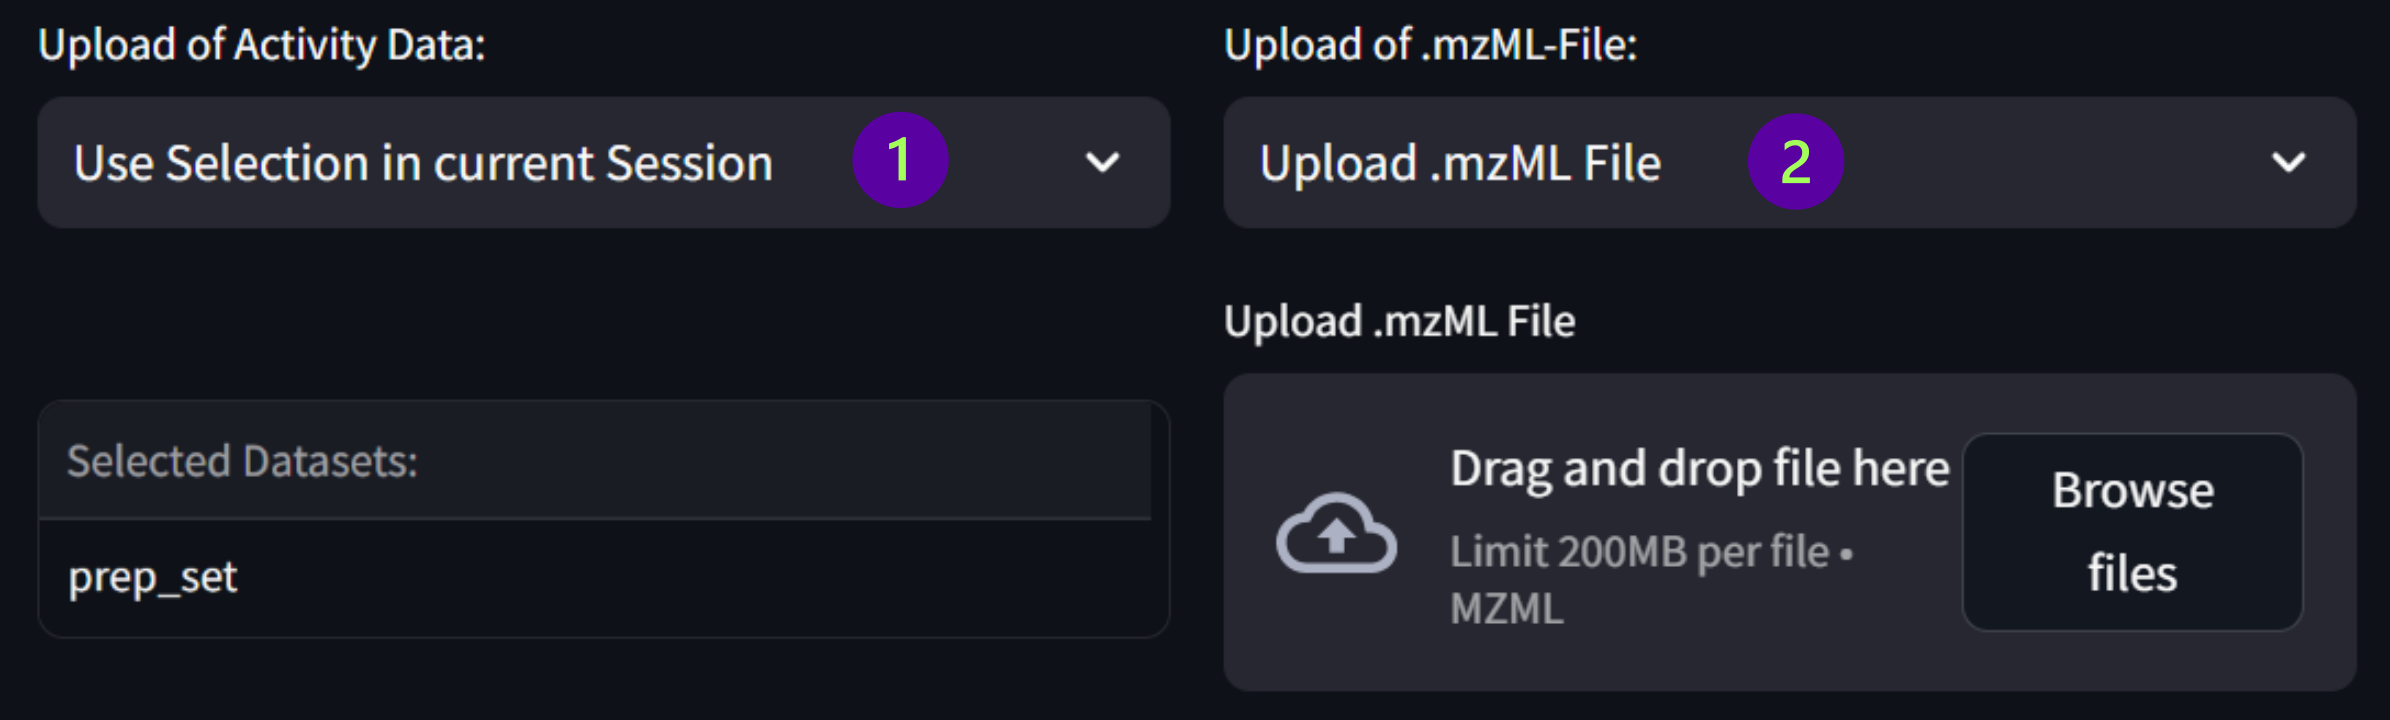 Upload of Activity Data:
Use Selection in current Session 1
Selected Datasets:
prep_set
Upload of .mzML-File:
Upload .mzML File 2
Upload .mzML File
Drag and drop file here
Limit 200MB per file •
MZML
Browse
files